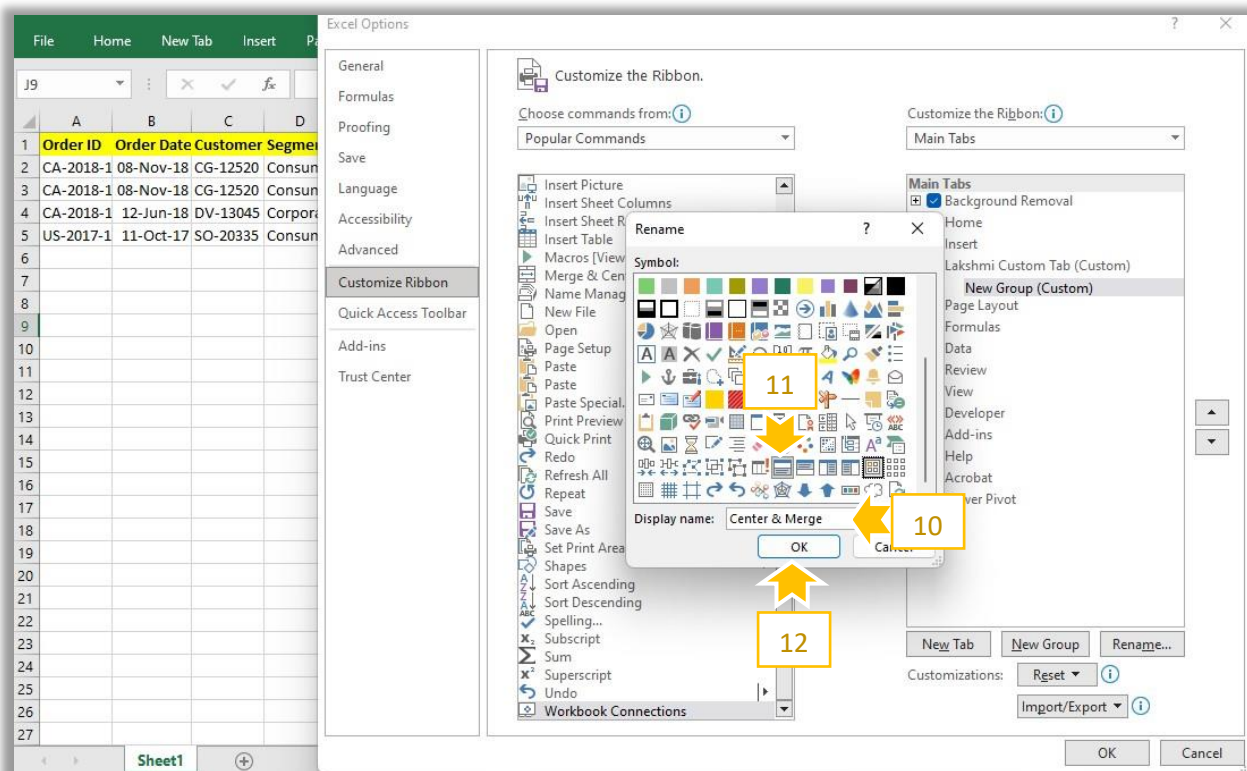 Excel Options
? ×
File Home New Tab Insert
J9
fx
A B C D
1 Order ID Order Date Customer
2 CA-2018-1 08-Nov-18 CG-12520
3 CA-2018-1 08-Nov-18 CG-12520
4 CA-2018-1 12-Jun-18 DV-13045
5 US-2017-1 11-Oct-17 SO-20335
6
7
8
9
10
11
12
13
14
15
16
17
18
19
20
21
22
23
24
25
26
27
Sheet1
General
Formulas
Proofing
Save
Language
Accessibility
Advanced
Customize Ribbon
Quick Access Toolbar
Add-ins
Trust Center
Customize the Ribbon.
Choose commands from:
Popular Commands
Insert Picture
Insert Sheet Columns
Insert Sheet
Insert Table
Macros
Merge &
Name
New File
Open
Page Setup
Paste
Paste
Paste Special
Print Preview
Quick Print
Redo
Refresh All
Repeat
Save
Save As
Set Print Area
Shapes
Sort Ascending
Sort Descending
Spelling...
Subscript
Sum
Superscript
Undo
Workbook Connections
Rename ? ×
Symbol:
11
Display name: Center & Merge
10
OK
12
Customize the Ribbon:
Main Tabs
Main Tabs
Background Removal
Home
Insert
Lakshmi Custom Tab (Custom)
New Group (Custom)
Page Layout
Formulas
Data
Review
View
Developer
Add-ins
Help
Acrobat
Pivot
New Tab New Group Rename...
Customizations: Reset
Import/Export
OK Cancel